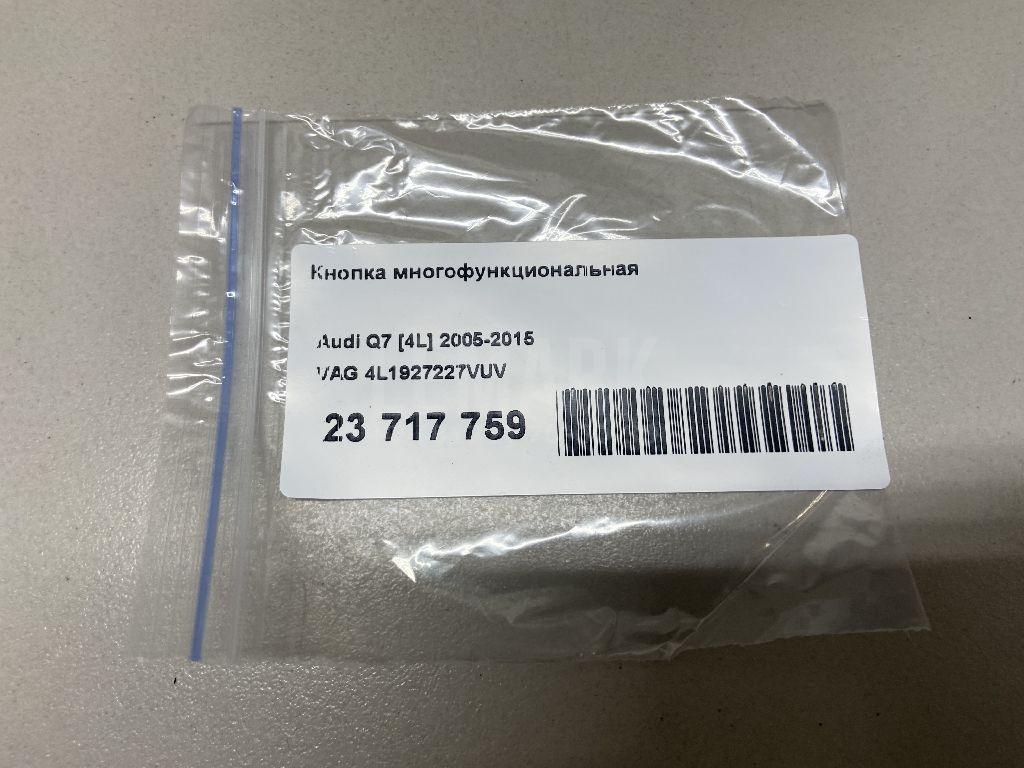 Кнопка многофункциональная
Audi Q7 [4L] 2005-2015
VAG 4L1927227VUV
23 717 759